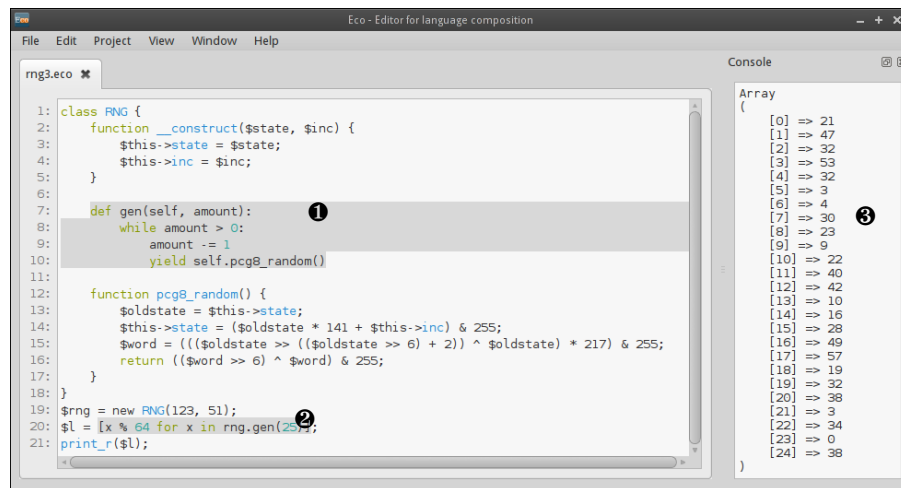 Eco Eco - Editor for language composition
File Edit Project View Window Help
rng3.eco
1: class RNG {
2: function __construct($state, $inc) {
3: $this->state = $state;
4: $this->inc = $inc;
5: }
6:
7: def gen(self, amount): ❶
8: while amount > 0:
9: amount -= 1
10: yield self.pcg8_random()
11:
12: function pcg8_random() {
13: $oldstate = $this->state;
14: $this->state = ($oldstate * 141 + $this->inc) & 255;
15: $word = ((($oldstate >> (($oldstate >> 6) + 2)) ^ $oldstate) * 217) & 255;
16: return (($word >> 6) ^ $word) & 255;
17: }
18: }
19: $rng = new RNG(123, 51);
20: $l = [x % 64 for x in rng.gen(25)]; ❷
21: print_r($l);
Console
Array
(
[0] => 21
[1] => 47
[2] => 32
[3] => 53
[4] => 32
[5] => 3
[6] => 4
[7] => 30 ❸
[8] => 23
[9] => 9
[10] => 22
[11] => 40
[12] => 42
[13] => 10
[14] => 16
[15] => 28
[16] => 49
[17] => 57
[18] => 19
[19] => 32
[20] => 38
[21] => 3
[22] => 34
[23] => 0
[24] => 38
)